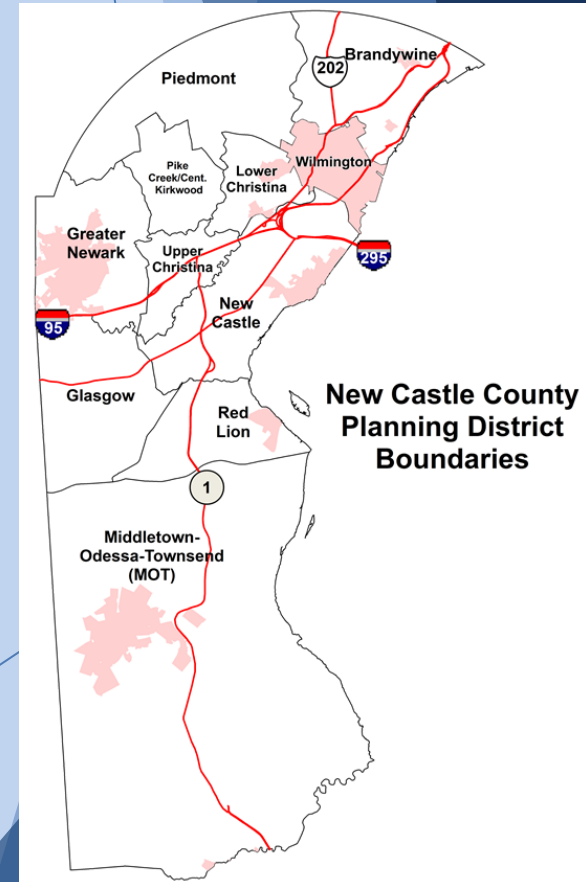 Brandywine
202
Piedmont
Pike
Creek/Cent.
Kirkwood
Lower
Christina
Wilmington
Greater
Newark
Upper
Christina
295
New
Castle
95
Glasgow
Red
Lion
New Castle County
Planning District
Boundaries
1
Middletown-
Odessa-Townsend
(MOT)